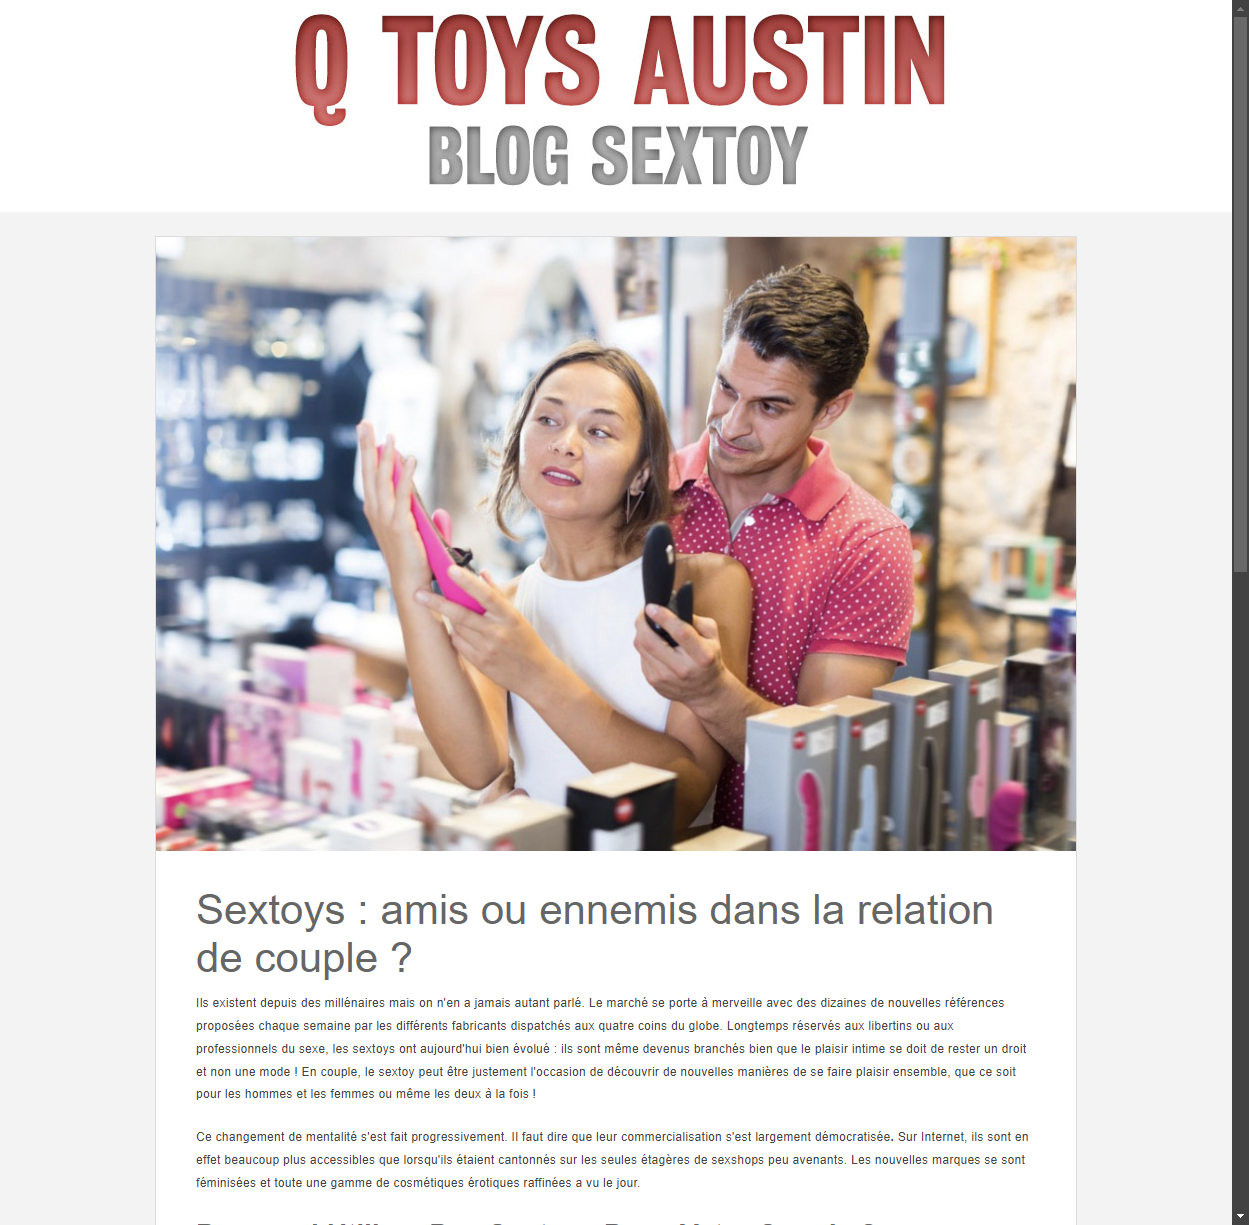 Q TOYS AUSTIN
BLOG SEXTOY
Sextoys : amis ou ennemis dans la relation
de couple ?
Ils existent depuis des millénaires mais on n'en a jamais autant parlé. Le marché se porte à merveille avec des dizaines de nouvelles références
proposées chaque semaine par les différents fabricants dispatchés aux quatre coins du globe. Longtemps réservés aux libertins ou aux
professionnels du sexe, les sextoys ont aujourd'hui bien évolué : ils sont même devenus branchés bien que le plaisir intime se doit de rester un droit
et non une mode ! En couple, le sextoy peut être justement l'occasion de découvrir de nouvelles manières de se faire plaisir ensemble, que ce soit
pour les hommes et les femmes ou même les deux à la fois !
Ce changement de mentalité s'est fait progressivement. Il faut dire que leur commercialisation s'est largement démocratisée. Sur Internet, ils sont en
effet beaucoup plus accessibles que lorsqu'ils étaient cantonnés sur les seules étagères de sexshops peu avenants. Les nouvelles marques se sont
féminisées et toute une gamme de cosmétiques érotiques raffinées a vu le jour.